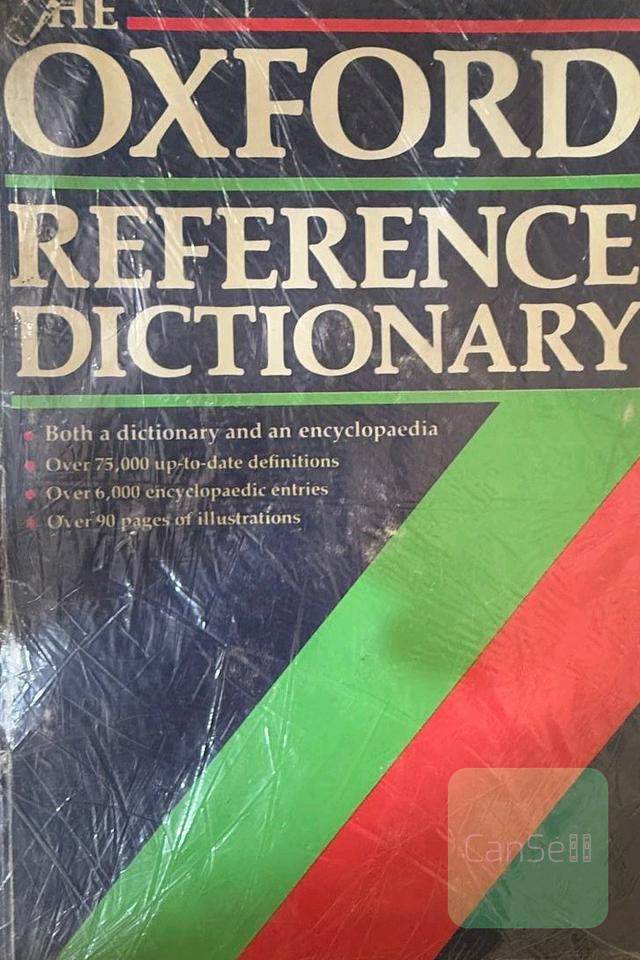 THE
OXFORD
REFERENCE
DICTIONARY
Both a dictionary and an encyclopaedia
Over 75,000 up-to-date definitions
Over 6,000 encyclopaedic entries
Over 90 pages of illustrations
CanSell